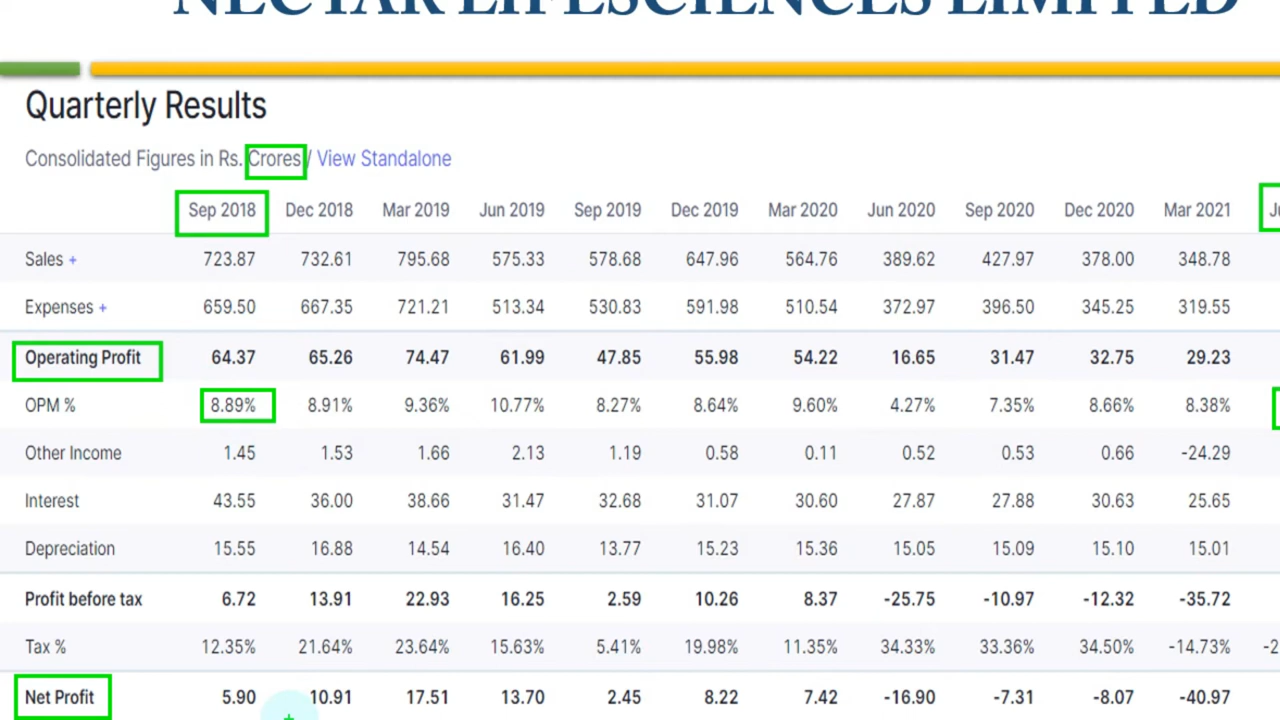 NECTAR LIFESCIENCES LIMITED
Quarterly Results
Consolidated Figures in Rs. Crores / View Standalone
Sep 2018 Dec 2018 Mar 2019 Jun 2019 Sep 2019 Dec 2019 Mar 2020 Jun 2020 Sep 2020 Dec 2020 Mar 2021
Sales + 723.87 732.61 795.68 575.33 578.68 647.96 564.76 389.62 427.97 378.00 348.78
Expenses + 659.50 667.35 721.21 513.34 530.83 591.98 510.54 372.97 396.50 345.25 319.55
Operating Profit 64.37 65.26 74.47 61.99 47.85 55.98 54.22 16.65 31.47 32.75 29.23
OPM % 8.89% 8.91% 9.36% 10.77% 8.27% 8.64% 9.60% 4.27% 7.35% 8.66% 8.38%
Other Income 1.45 1.53 1.66 2.13 1.19 0.58 0.11 0.52 0.53 0.66 -24.29
Interest 43.55 36.00 38.66 31.47 32.68 31.07 30.60 27.87 27.88 30.63 25.65
Depreciation 15.55 16.88 14.54 16.40 13.77 15.23 15.36 15.05 15.09 15.10 15.01
Profit before tax 6.72 13.91 22.93 16.25 2.59 10.26 8.37 -25.75 -10.97 -12.32 -35.72
Tax % 12.35% 21.64% 23.64% 15.63% 5.41% 19.98% 11.35% 34.33% 33.36% 34.50% -14.73%
Net Profit 5.90 10.91 17.51 13.70 2.45 8.22 7.42 -16.90 -7.31 -8.07 -40.97